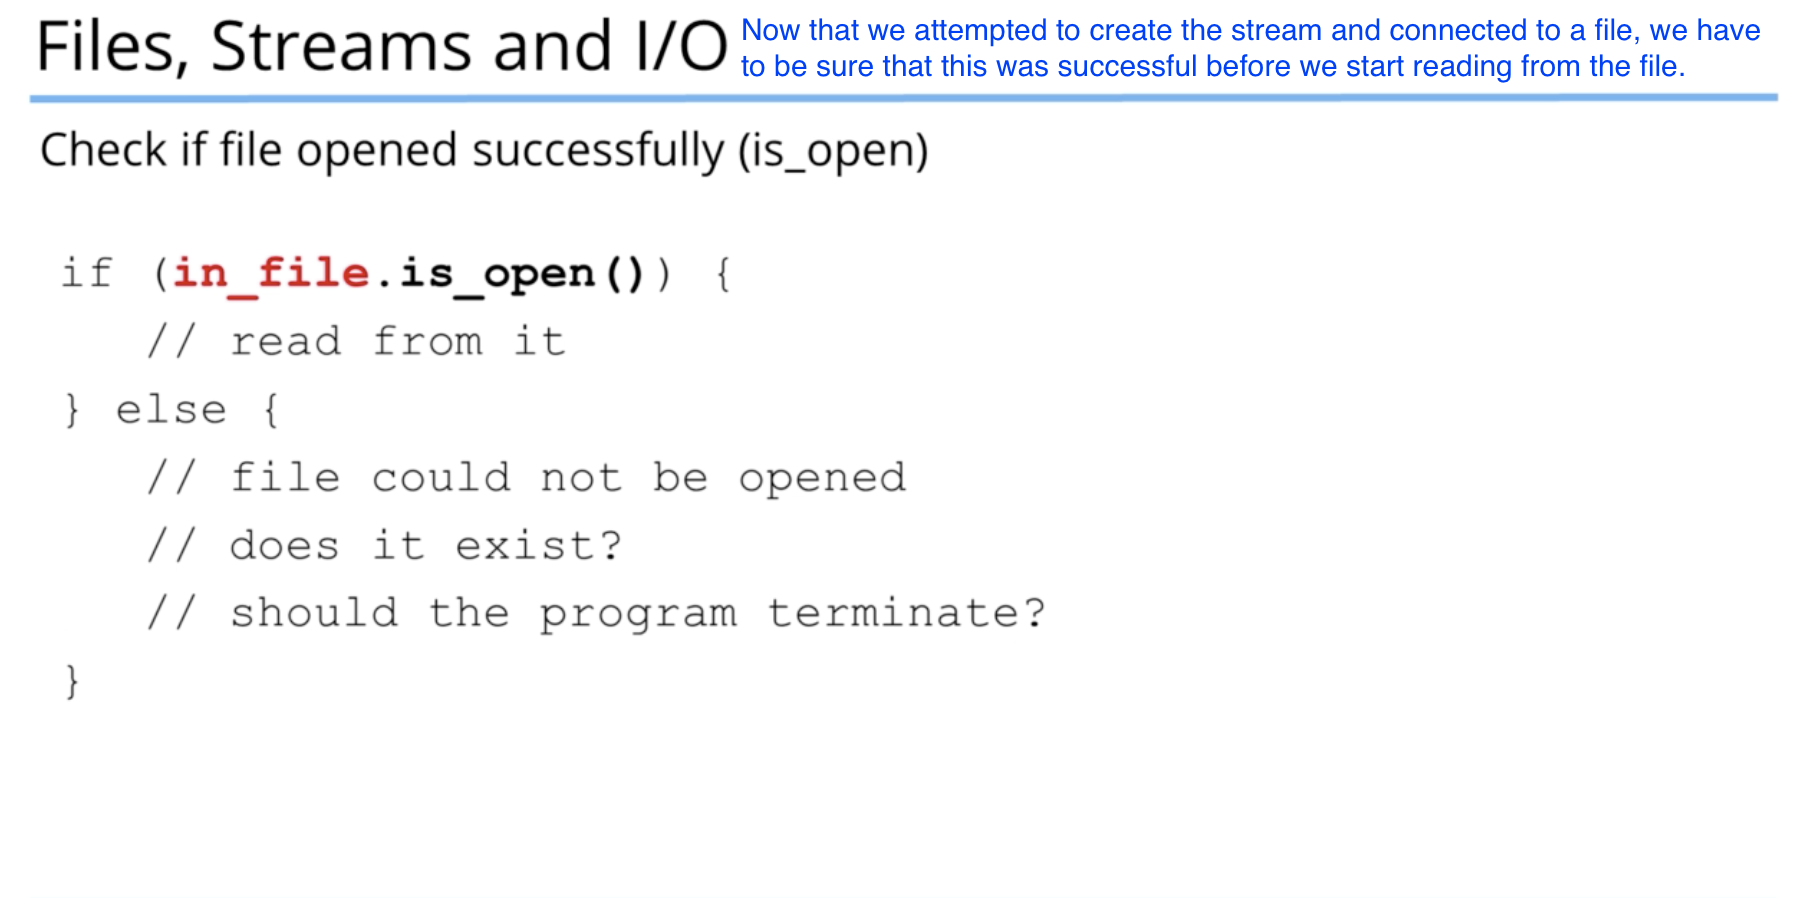 Files, Streams and I/O
Now that we attempted to create the stream and connected to a file, we have
to be sure that this was successful before we start reading from the file.
Check if file opened successfully (is_open)
if (in_file.is_open()) {
   // read from it
} else {
   // file could not be opened
   // does it exist?
   // should the program terminate?
}